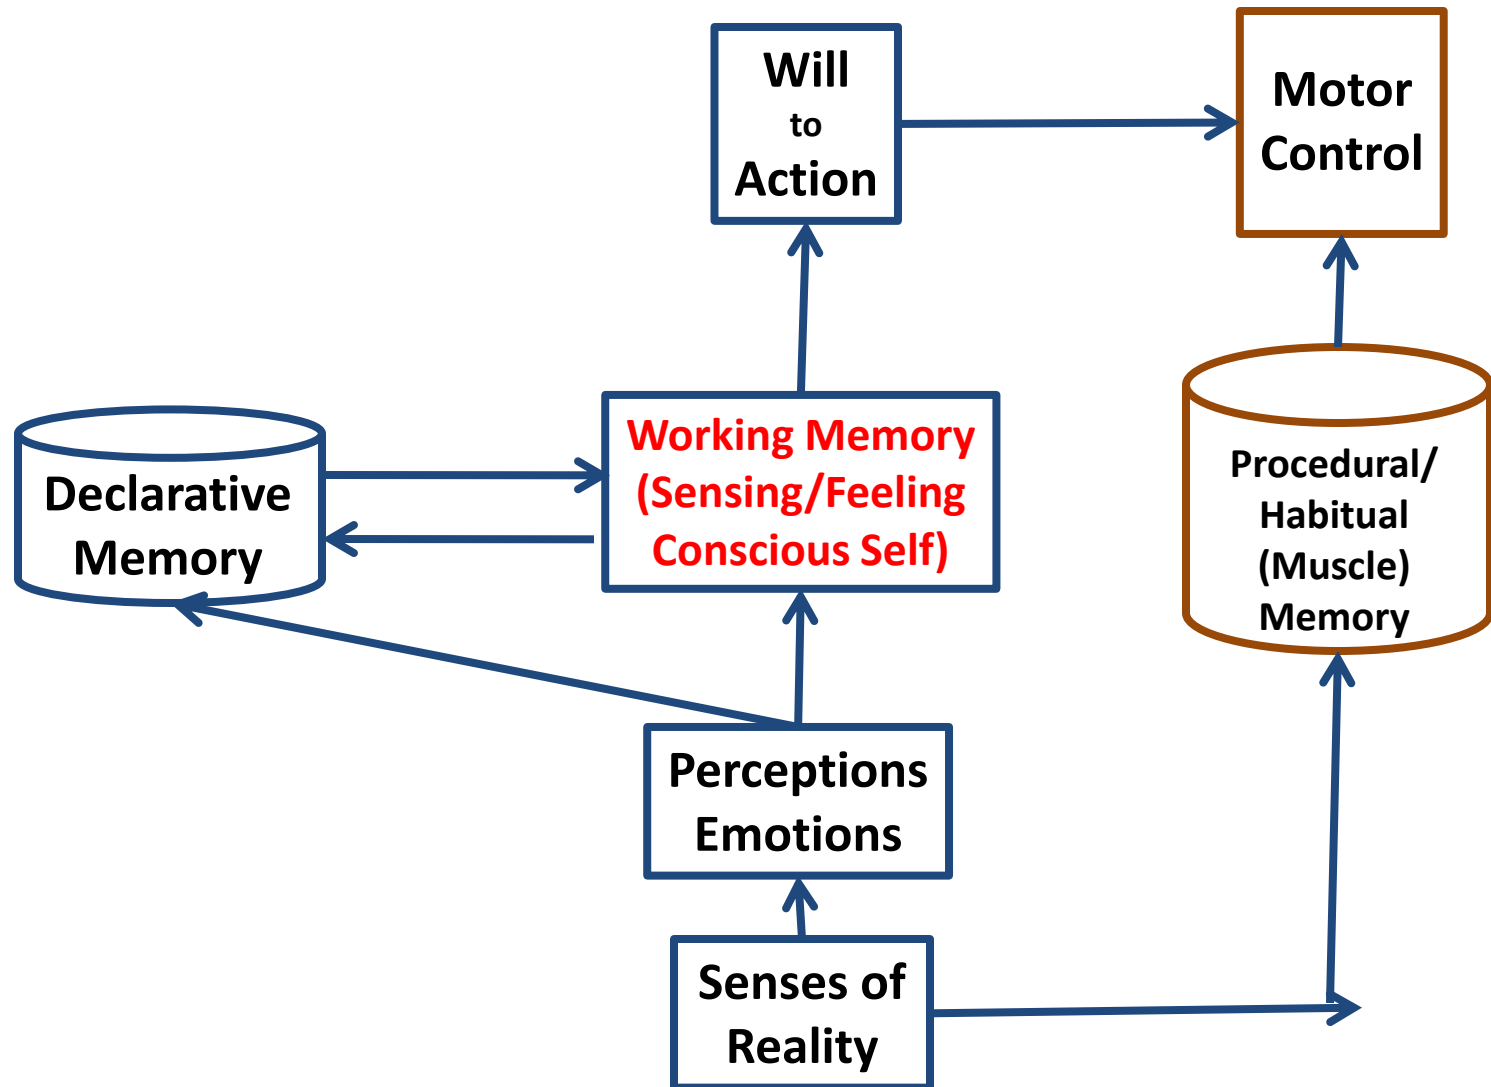 Will
to
Action
Motor
Control
Declarative
Memory
Working Memory
(Sensing/Feeling
Conscious Self)
Procedural/
Habitual
(Muscle)
Memory
Perceptions
Emotions
Senses of
Reality